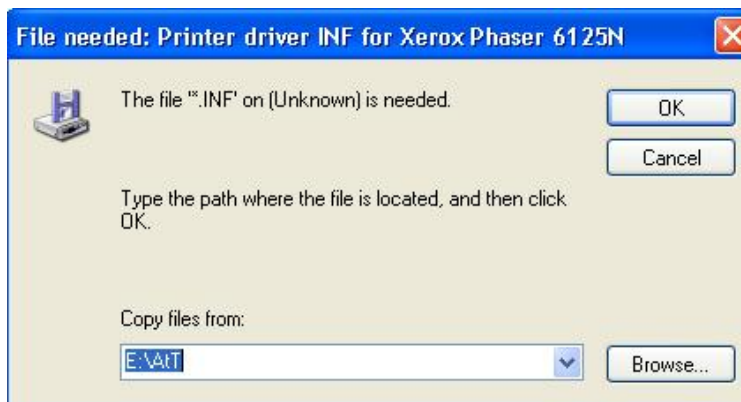 File needed: Printer driver INF for Xerox Phaser 6125N
The file '*.INF' on (Unknown) is needed.
OK
Cancel
Type the path where the file is located, and then click
OK.
Copy files from:
E:\AtT
Browse...